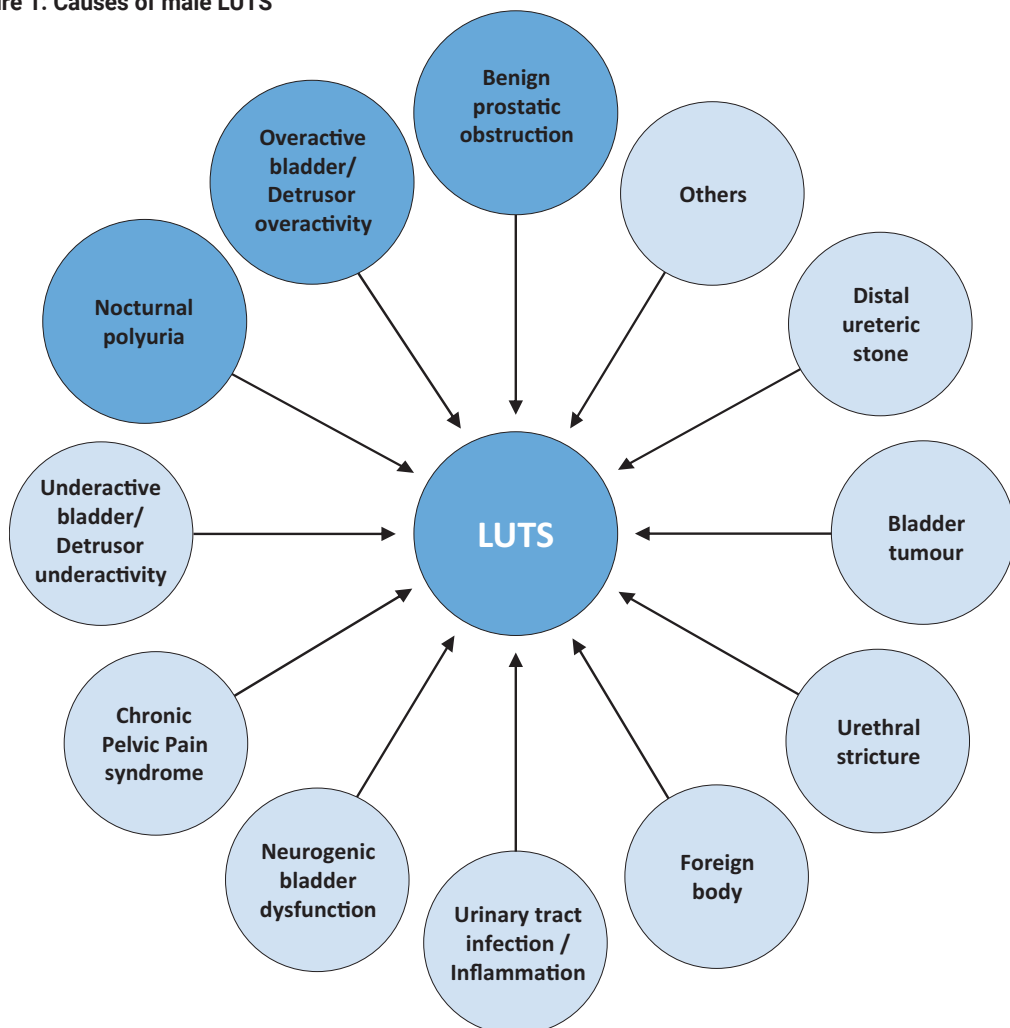 re 1: Causes of male LUTS
Benign
prostatic
obstruction
Others
Distal
ureteric
stone
Bladder
tumour
Urethral
stricture
Foreign
body
Urinary tract
infection /
Inflammation
Neurogenic
bladder
dysfunction
Chronic
Pelvic Pain
syndrome
Underactive
bladder/
Detrusor
underactivity
Nocturnal
polyuria
Overactive
bladder/
Detrusor
overactivity
LUTS